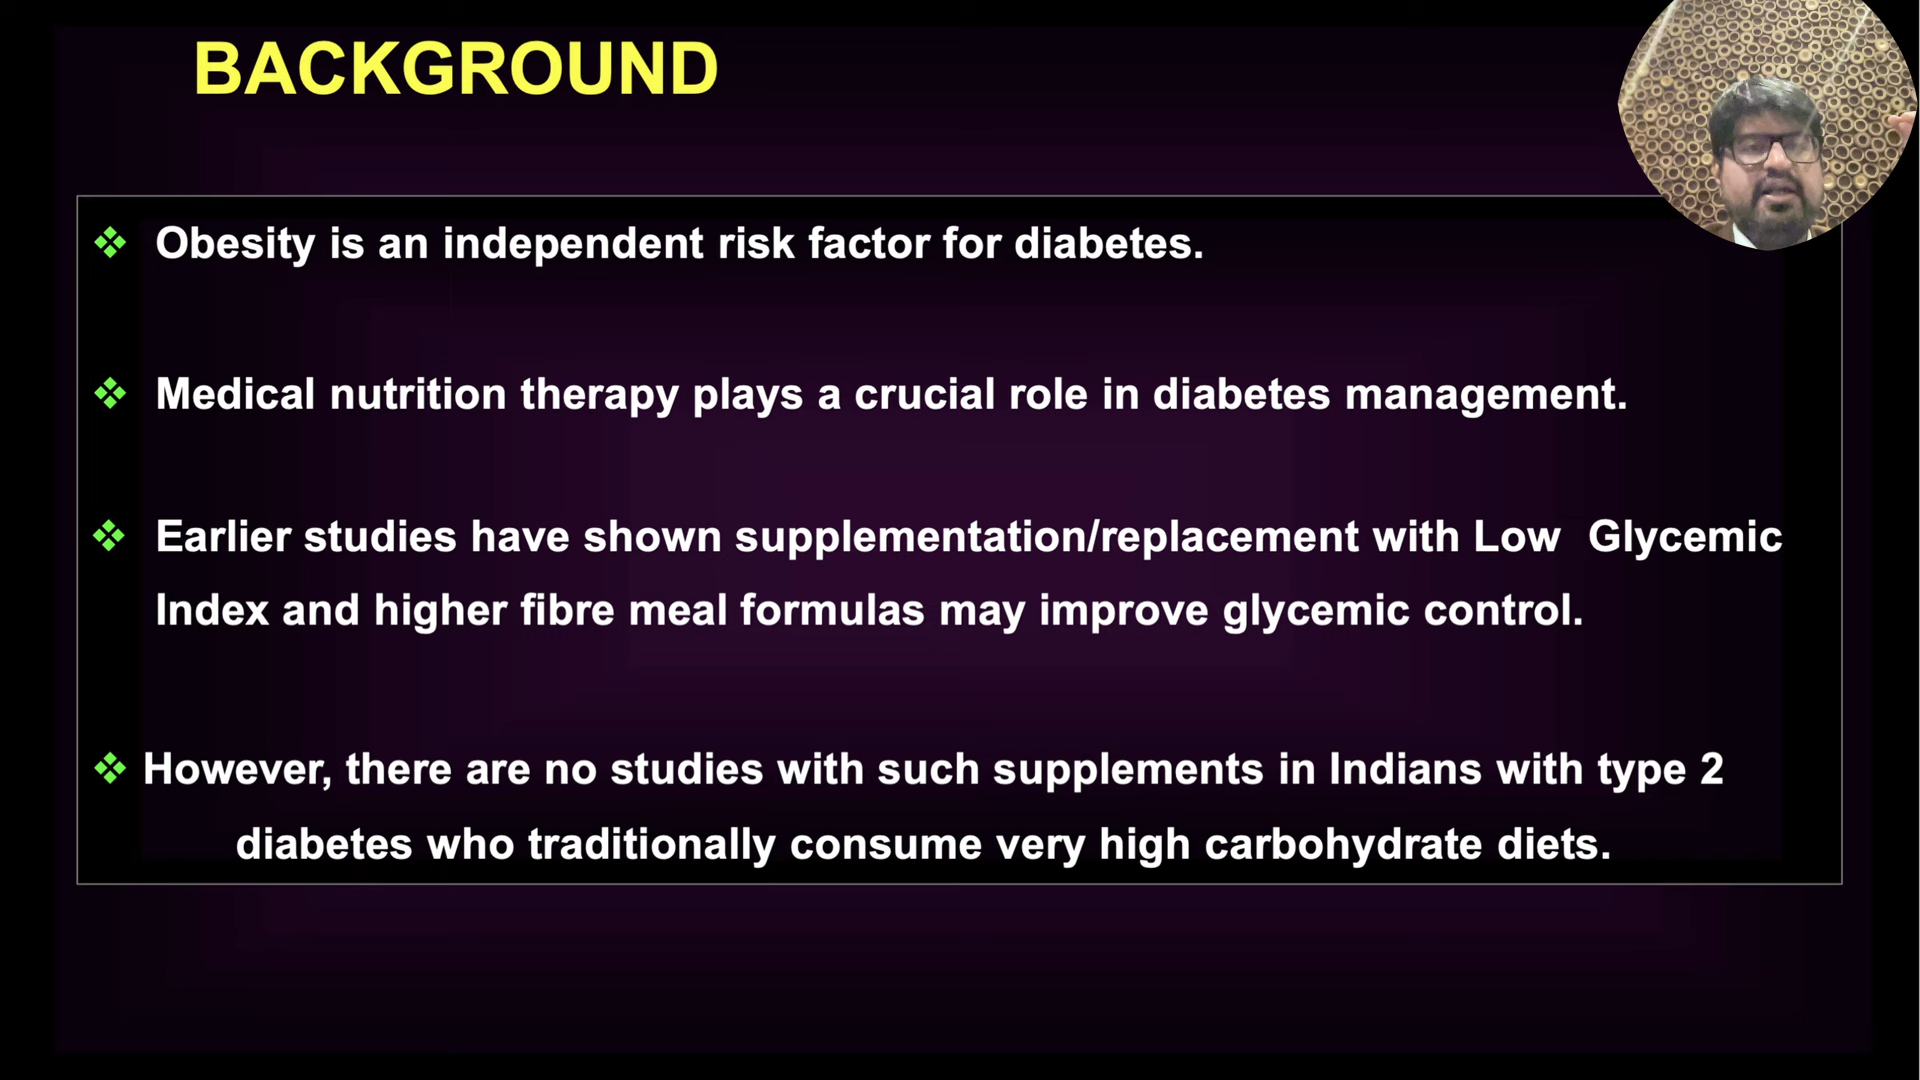 BACKGROUND
Obesity is an independent risk factor for diabetes.
Medical nutrition therapy plays a crucial role in diabetes management.
Earlier studies have shown supplementation/replacement with Low Glycemic
Index and higher fibre meal formulas may improve glycemic control.
However, there are no studies with such supplements in Indians with type 2
diabetes who traditionally consume very high carbohydrate diets.